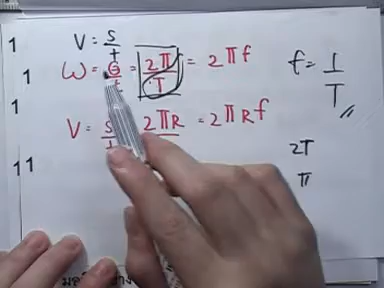 1 V = s/t
1 ω = θ/t = 2π/T = 2πf f = 1/T
1 V = s/t 2πR = 2πRf
2T
11 π